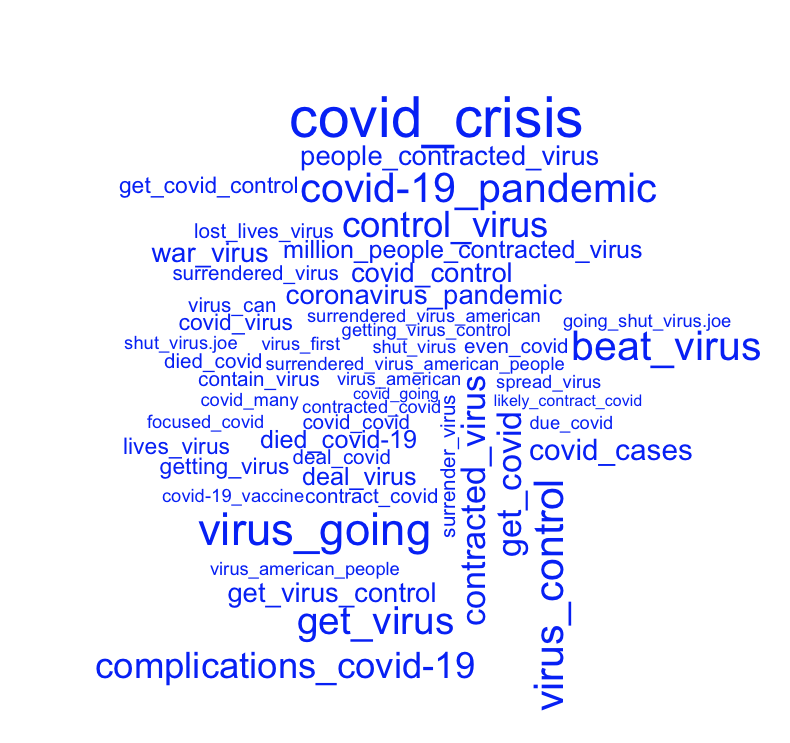 covid_crisis
people_contracted_virus
get_covid_control
covid-19_pandemic
lost_lives_virus
control_virus
war_virus
million_people_contracted_virus
surrendered_virus
covid_control
coronavirus_pandemic
virus_can
surrendered_virus_american
going_shut_virus.joe
covid_virus
getting_virus_control
shut_virus.joe
virus_first
shut_virus
even_covid
beat_virus
died_covid
surrendered_virus_american_people
contain_virus
virus_american
spread_virus
covid_going
covid_many
contracted_covid
likely_contract_covid
focused_covid
covid_covid
due_covid
lives_virus
died_covid-19
covid_cases
getting_virus
deal_covid
deal_virus
covid-19_vaccine
contract_covid
surrender_virus
contracted_virus
get_covid
virus_control
virus_going
virus_american_people
get_virus_control
get_virus
complications_covid-19